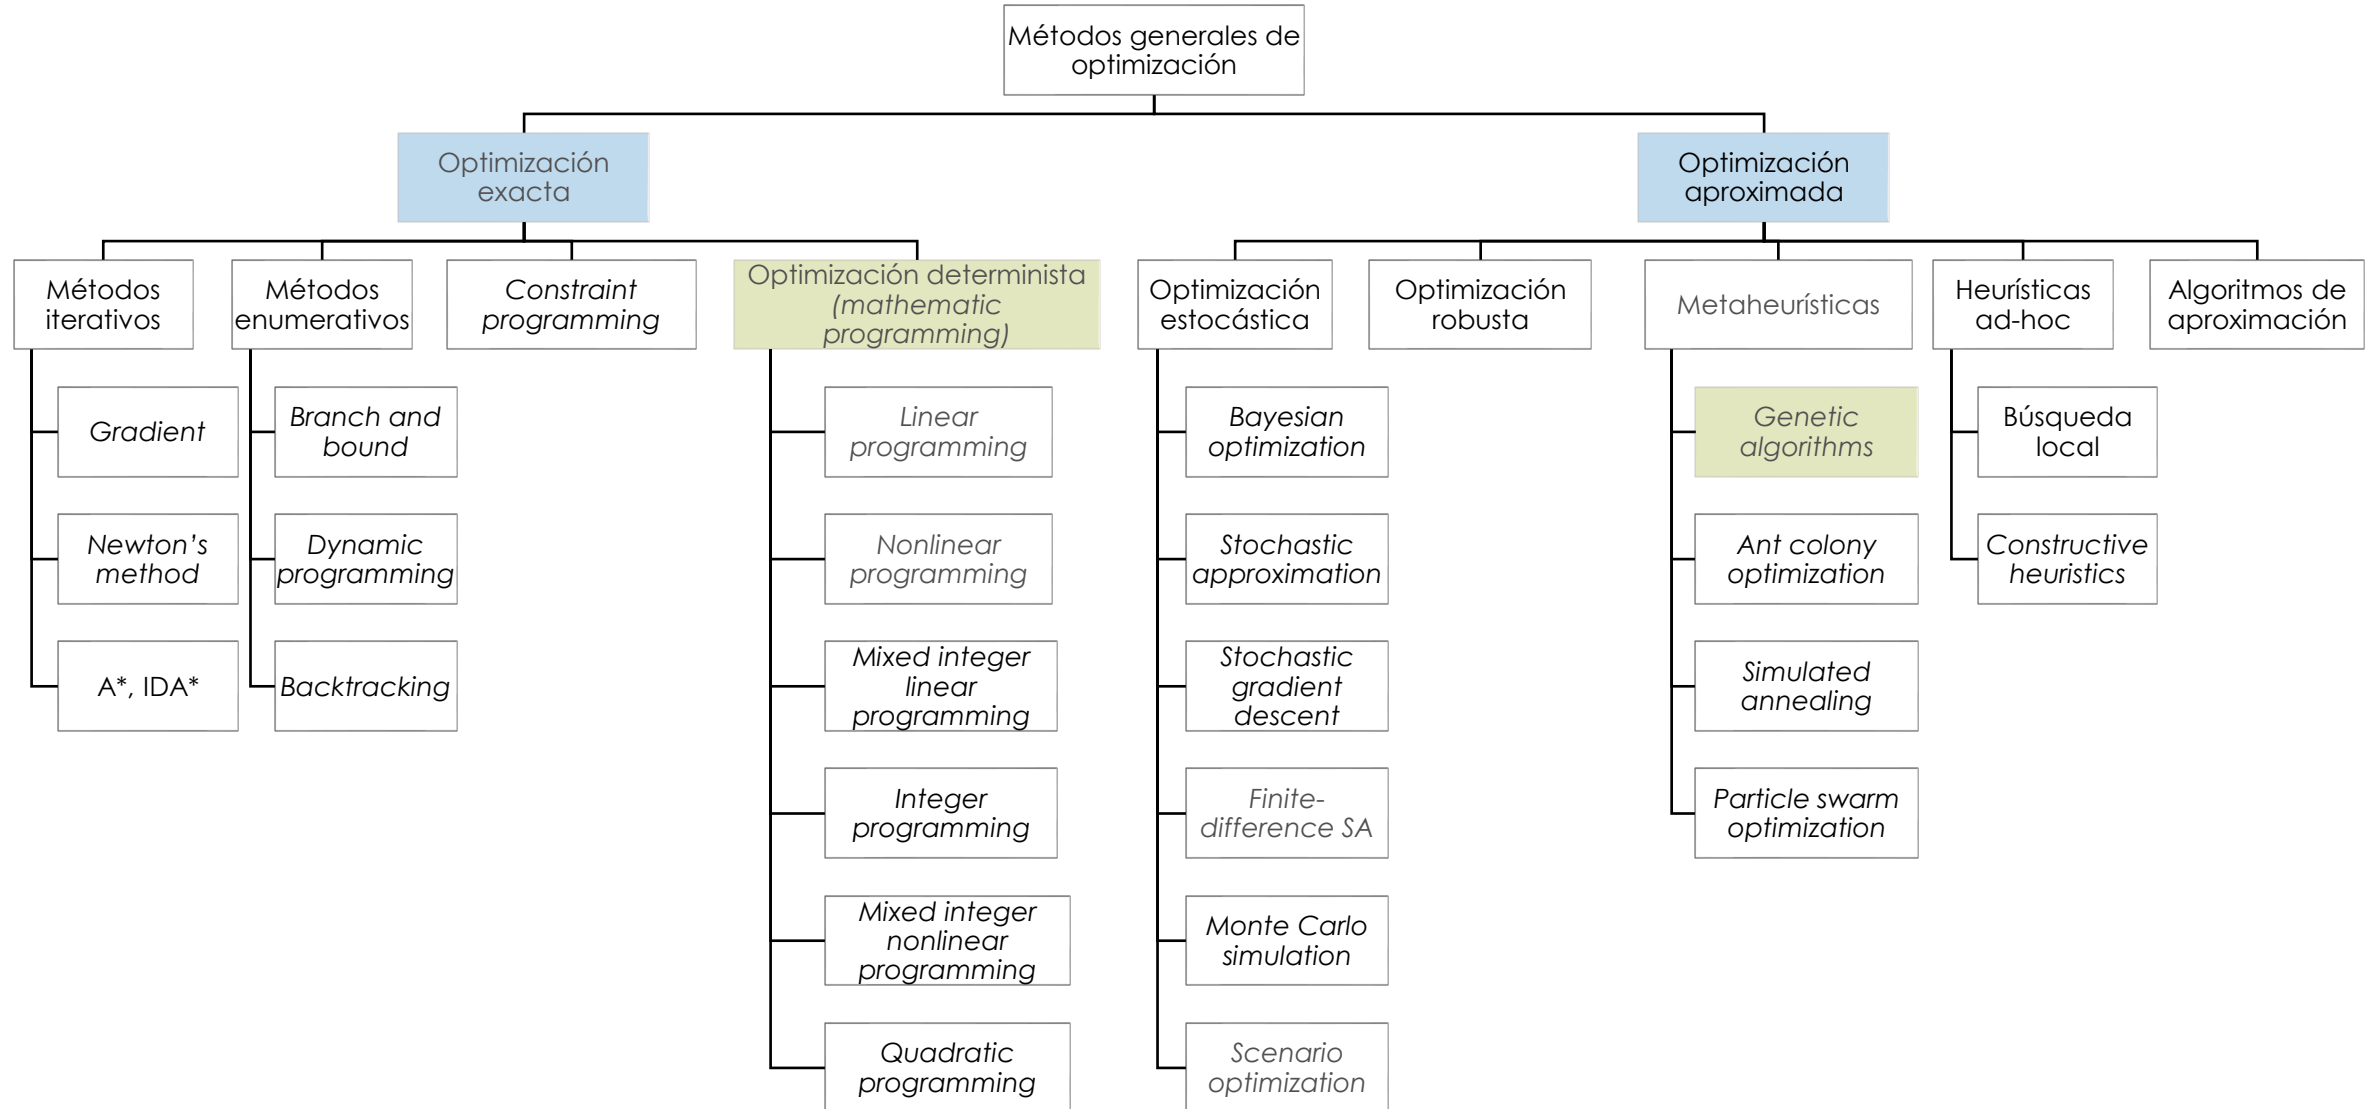 Métodos generales de
optimización
Optimización
exacta
Optimización
aproximada
Métodos
iterativos
Métodos
enumerativos
Constraint
programming
Optimización determinista
(mathematic
programming)
Optimización
estocástica
Optimización
robusta
Metaheurísticas
Heurísticas
ad-hoc
Algoritmos de
aproximación
Gradient
Newton's
method
A*, IDA*
Branch and
bound
Dynamic
programming
Backtracking
Linear
programming
Nonlinear
programming
Mixed integer
linear
programming
Integer
programming
Mixed integer
nonlinear
programming
Quadratic
programming
Bayesian
optimization
Stochastic
approximation
Stochastic
gradient
descent
Finite-
difference SA
Monte Carlo
simulation
Scenario
optimization
Genetic
algorithms
Ant colony
optimization
Simulated
annealing
Particle swarm
optimization
Búsqueda
local
Constructive
heuristics